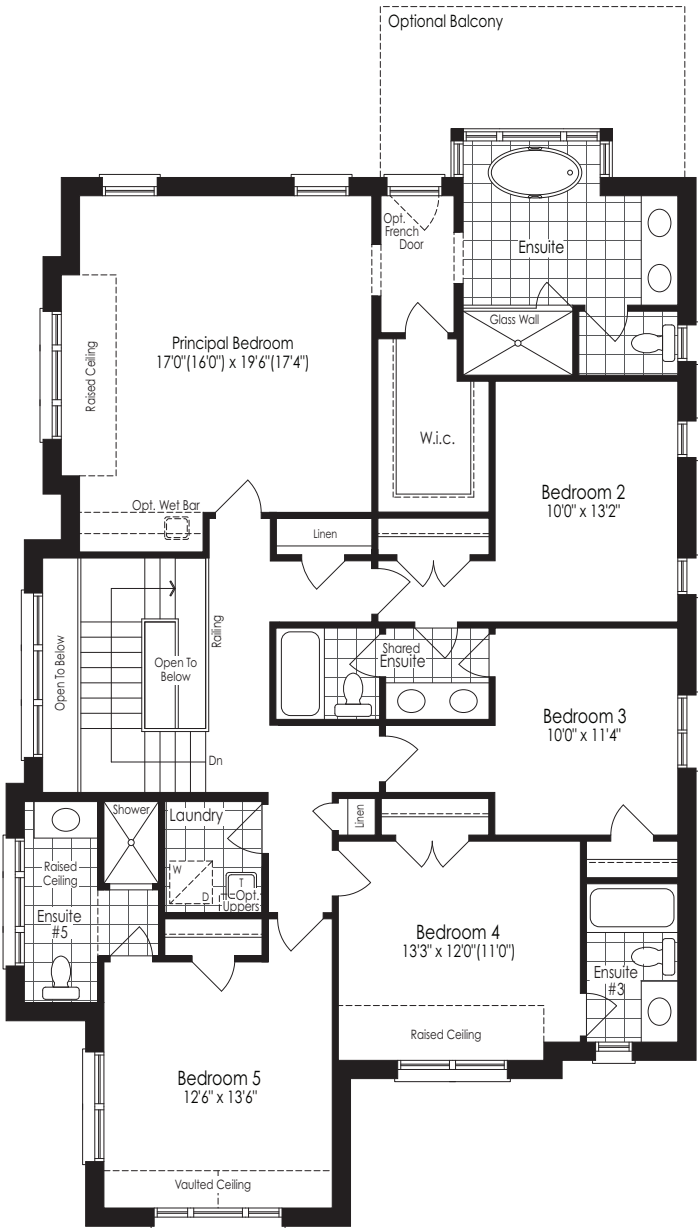 Optional Balcony
Opt.
French
Door
Ensuite
Glass Wall
Principal Bedroom
17'0"(16'0") x 19'6"(17'4")
Raised Ceiling
W.i.c.
Bedroom 2
10'0" x 13'2"
Opt. Wet Bar
Linen
Open To Below
Railing
Open To
Below
Shared
Ensuite
Bedroom 3
10'0" x 11'4"
Dn
Shower
Laundry
Linen
Raised
Ceiling
W
D
T
Opt.
Uppers
Ensuite
#5
Bedroom 4
13'3" x 12'0"(11'0")
Ensuite
#3
Raised Ceiling
Bedroom 5
12'6" x 13'6"
Vaulted Ceiling